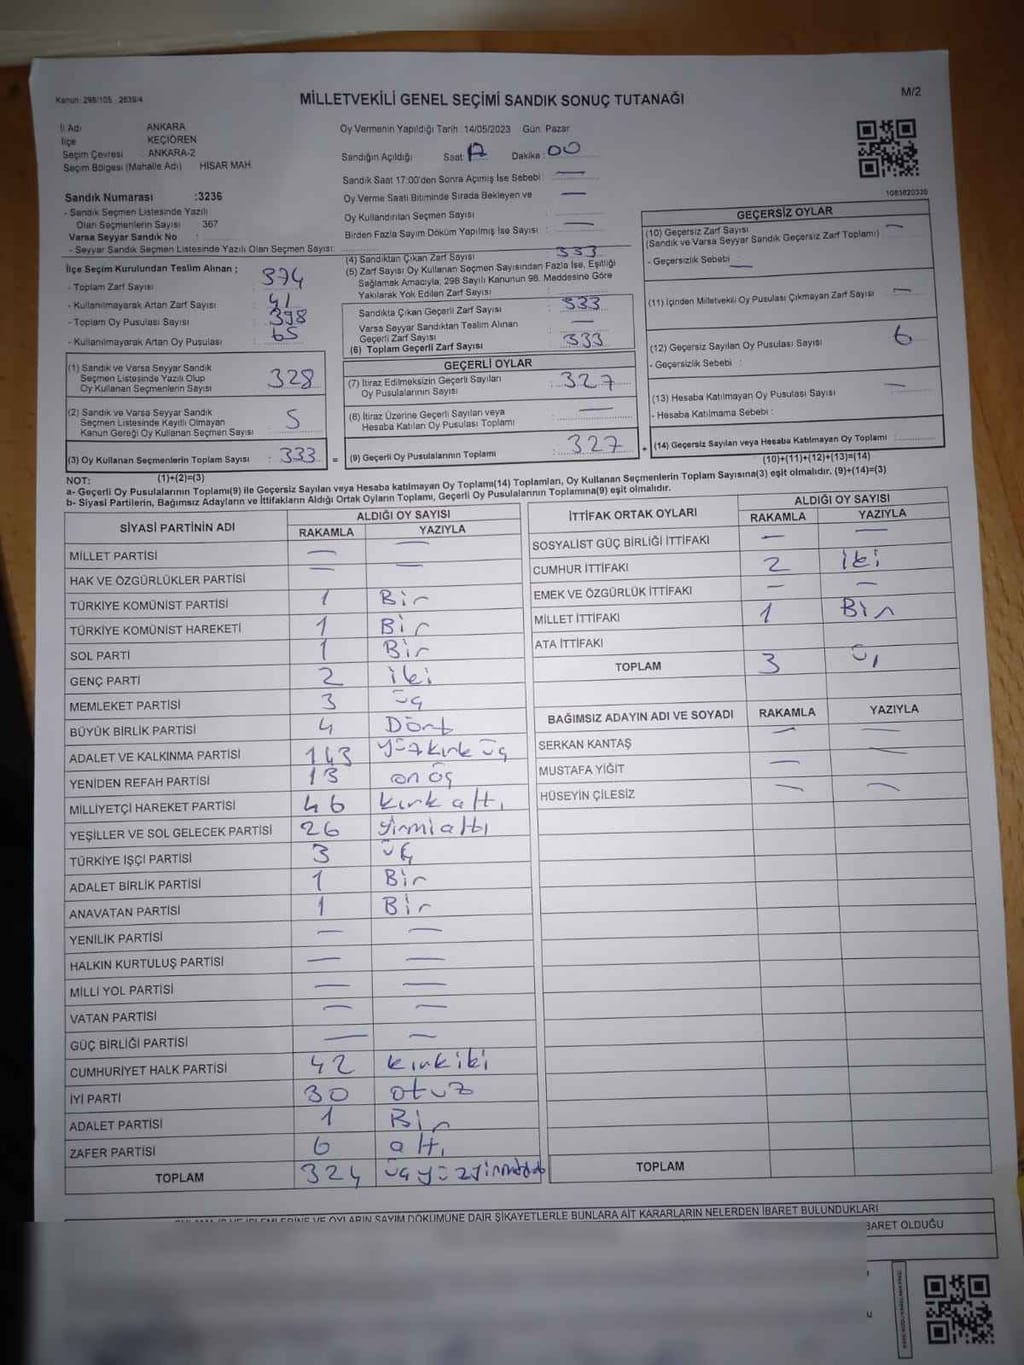 Kanun: 298/105 - 2839/4
MİLLETVEKİLİ GENEL SEÇİMİ SANDIK SONUÇ TUTANAĞI
M/2
İl Adı ANKARA
İlçe KEÇİÖREN
Seçim Çevresi ANKARA-2
Seçim Bölgesi (Mahalle Adı) HİSAR MAH.
Oy Vermenin Yapıldığı Tarih 14/05/2023 Gün: Pazar
Sandığın Açıldığı Saat: Dakika: 00
Sandık Saat 17:00'den Sonra Açımış İse Sebebi : —
Oy Verme Saati Bitiminde Sırada Bekleyen ve —
Oy Kullandırılan Seçmen Sayısı
Birden Fazla Sayım Döküm Yapılmış İse Sayısı : —
Sandık Numarası :3236
- Sandık Seçmen Listesinde Yazılı
Olan Seçmenlerin Sayısı : 367
Varsa Seyyar Sandık No :
- Seyyar Sandık Seçmen Listesinde Yazılı Olan Seçmen Sayısı:
1083820320
İlçe Seçim Kurulundan Teslim Alınan ;
- Toplam Zarf Sayısı : 374
- Kullanılmayarak Artan Zarf Sayısı : 41
- Toplam Oy Pusulası Sayısı : 398
- Kullanılmayarak Artan Oy Pusulası : 65
(4) Sandıktan Çıkan Zarf Sayısı : 333
(5) Zarf Sayısı Oy Kullanan Seçmen Sayısından Fazla İse, Eşitliği
Sağlamak Amacıyla, 298 Sayılı Kanunun 98. Maddesine Göre
Yakılarak Yok Edilen Zarf Sayısı :
Sandıkta Çıkan Geçerli Zarf Sayısı : 333
Varsa Seyyar Sandıktan Teslim Alınan
Geçerli Zarf Sayısı : —
(6) Toplam Geçerli Zarf Sayısı : 333
GEÇERSİZ OYLAR
(10) Geçersiz Zarf Sayısı —
(Sandık ve Varsa Seyyar Sandık Geçersiz Zarf Toplamı)
- Geçersizlik Sebebi : —
(11) İçinden Milletvekili Oy Pusulası Çıkmayan Zarf Sayısı : —
(12) Geçersiz Sayılan Oy Pusulası Sayısı : 6
- Geçersizlik Sebebi :
(13) Hesaba Katılmayan Oy Pusulası Sayısı : —
- Hesaba Katılmama Sebebi :
(14) Geçersiz Sayılan veya Hesaba Katılmayan Oy Toplamı
(10)+(11)+(12)+(13)=(14)
(1) Sandık ve Varsa Seyyar Sandık
Seçmen Listesinde Yazılı Olup
Oy Kullanan Seçmenlerin Sayısı : 328
(2) Sandık ve Varsa Seyyar Sandık
Seçmen Listesinde Kayıtlı Olmayan
Kanun Gereği Oy Kullanan Seçmen Sayısı : 5
(3) Oy Kullanan Seçmenlerin Toplam Sayısı : 333 =
(1)+(2)=(3)
GEÇERLİ OYLAR
(7) İtiraz Edilmeksizin Geçerli Sayılan
Oy Pusulalarının Sayısı : 327
(8) İtiraz Üzerine Geçerli Sayılan veya
Hesaba Katılan Oy Pusulası Toplamı : —
(9) Geçerli Oy Pusulalarının Toplamı : 327 +
NOT:
a- Geçerli Oy Pusulalarının Toplamı(9) ile Geçersiz Sayılan veya Hesaba katılmayan Oy Toplamı(14) Toplamları, Oy Kullanan Seçmenlerin Toplam Sayısına(3) eşit olmalıdır. (9)+(14)=(3)
b- Siyasi Partilerin, Bağımsız Adayların ve İttifakların Aldığı Ortak Oyların Toplamı, Geçerli Oy Pusulalarının Toplamına(9) eşit olmalıdır.
SİYASİ PARTİNİN ADI
ALDIĞI OY SAYISI
RAKAMLA YAZIYLA
MİLLET PARTİSİ — —
HAK VE ÖZGÜRLÜKLER PARTİSİ — —
TÜRKİYE KOMÜNİST PARTİSİ 1 Bir
TÜRKİYE KOMÜNİST HAREKETİ 1 Bir
SOL PARTİ 1 Bir
GENÇ PARTİ 2 iki
MEMLEKET PARTİSİ 3 üç
BÜYÜK BİRLİK PARTİSİ 4 Dört
ADALET VE KALKINMA PARTİSİ 143 yüzkırk üç
YENİDEN REFAH PARTİSİ 13 on üç
MİLLİYETÇİ HAREKET PARTİSİ 46 kırk altı
YEŞİLLER VE SOL GELECEK PARTİSİ 26 yirmi altı
TÜRKİYE İŞÇİ PARTİSİ 3 üç
ADALET BİRLİK PARTİSİ 1 Bir
ANAVATAN PARTİSİ 1 Bir
YENİLİK PARTİSİ — —
HALKIN KURTULUŞ PARTİSİ — —
MİLLİ YOL PARTİSİ — —
VATAN PARTİSİ — —
GÜÇ BİRLİĞİ PARTİSİ — —
CUMHURİYET HALK PARTİSİ 42 kırk iki
İYİ PARTİ 30 otuz
ADALET PARTİSİ 1 Bir
ZAFER PARTİSİ 6 altı
TOPLAM 324
İTTİFAK ORTAK OYLARI
ALDIĞI OY SAYISI
RAKAMLA YAZIYLA
SOSYALİST GÜÇ BİRLİĞİ İTTİFAKI — —
CUMHUR İTTİFAKI 2 iki
EMEK VE ÖZGÜRLÜK İTTİFAKI — —
MİLLET İTTİFAKI 1 Bir
ATA İTTİFAKI
TOPLAM 3 üç
BAĞIMSIZ ADAYIN ADI VE SOYADI RAKAMLA YAZIYLA
SERKAN KANTAŞ — —
MUSTAFA YİĞİT — —
HÜSEYİN ÇİLESİZ — —
TOPLAM
OYLARIN SAYIM DÖKÜMÜNE DAİR ŞİKAYETLERLE BUNLARA AİT KARARLARIN NELERDEN İBARET BULUNDUKLARI
BARET OLDUĞU